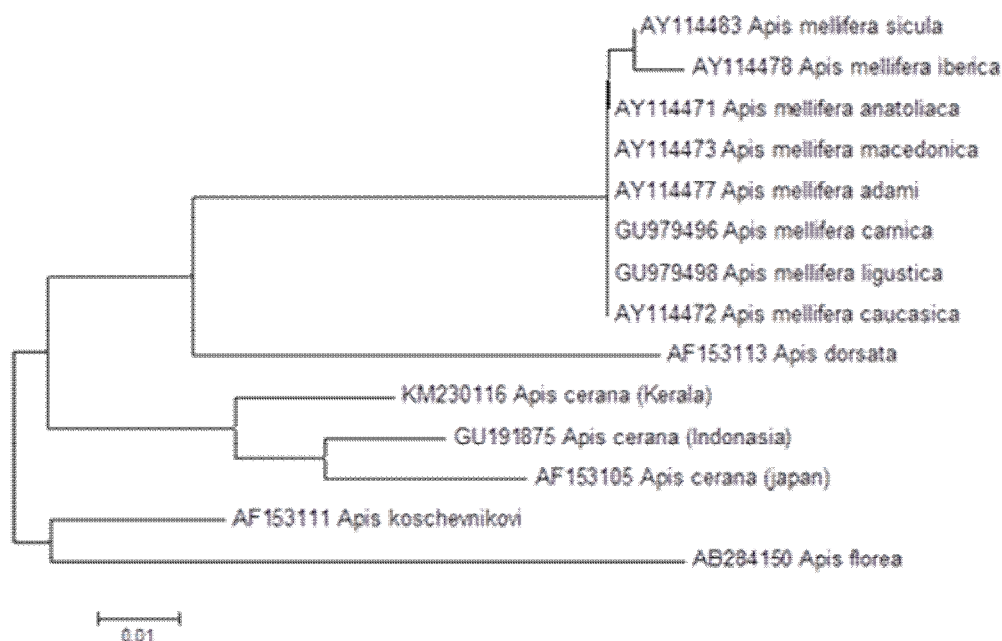 AY114483 Apis mellifera sicula
AY114478 Apis mellifera iberica
AY114471 Apis mellifera anatoliaca
AY114473 Apis mellifera macedonica
AY114477 Apis mellifera adami
GU979496 Apis mellifera carnica
GU979498 Apis mellifera ligustica
AY114472 Apis mellifera caucasica
AF153113 Apis dorsata
KM230116 Apis cerana (Kerala)
GU191875 Apis cerana (Indonasia)
AF153105 Apis cerana (japan)
AF153111 Apis koschevnikovi
AB284150 Apis florea
0.01